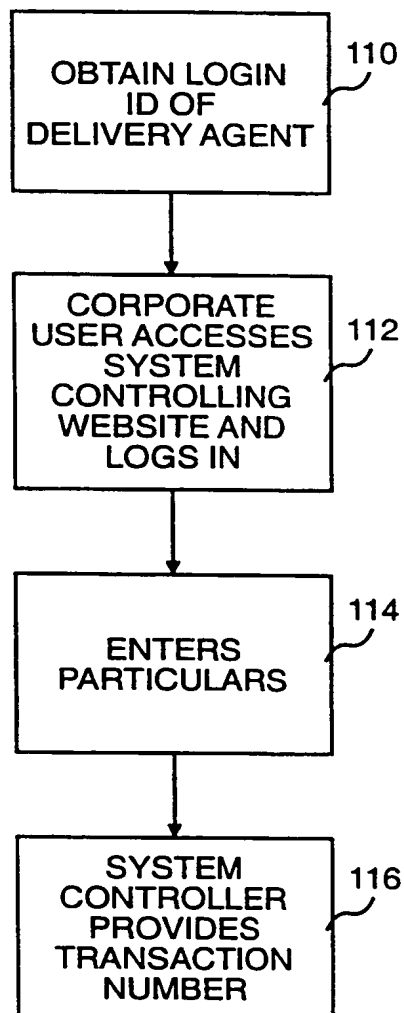 OBTAIN LOGIN
ID OF
DELIVERY AGENT
110
CORPORATE
USER ACCESSES
SYSTEM
CONTROLLING
WEBSITE AND
LOGS IN
112
ENTERS
PARTICULARS
114
SYSTEM
CONTROLLER
PROVIDES
TRANSACTION
NUMBER
116